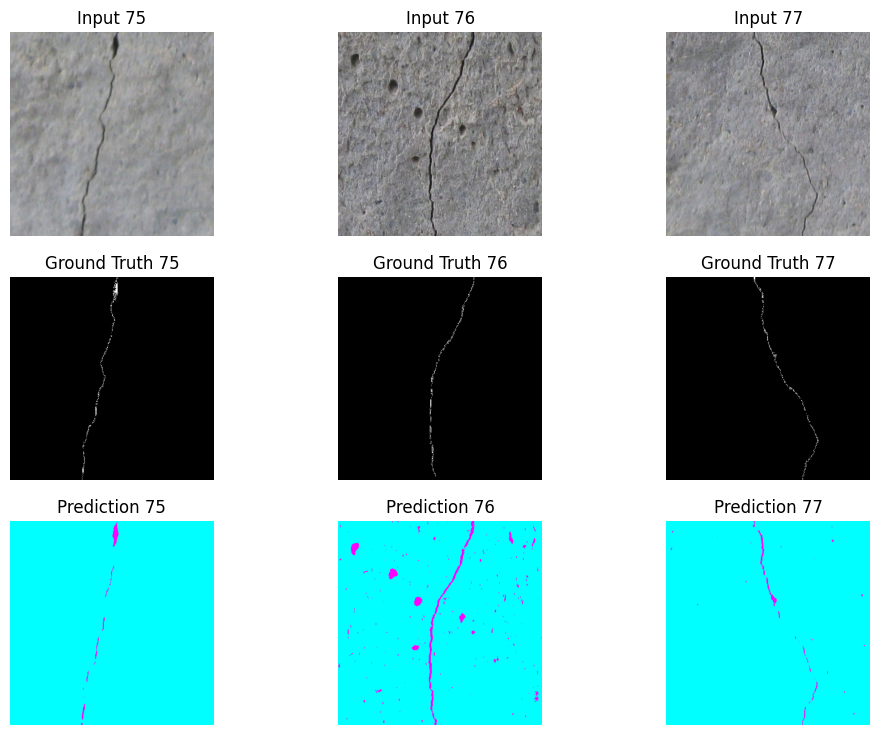 Input 75
Input 76
Input 77
Ground Truth 75
Ground Truth 76
Ground Truth 77
Prediction 75
Prediction 76
Prediction 77